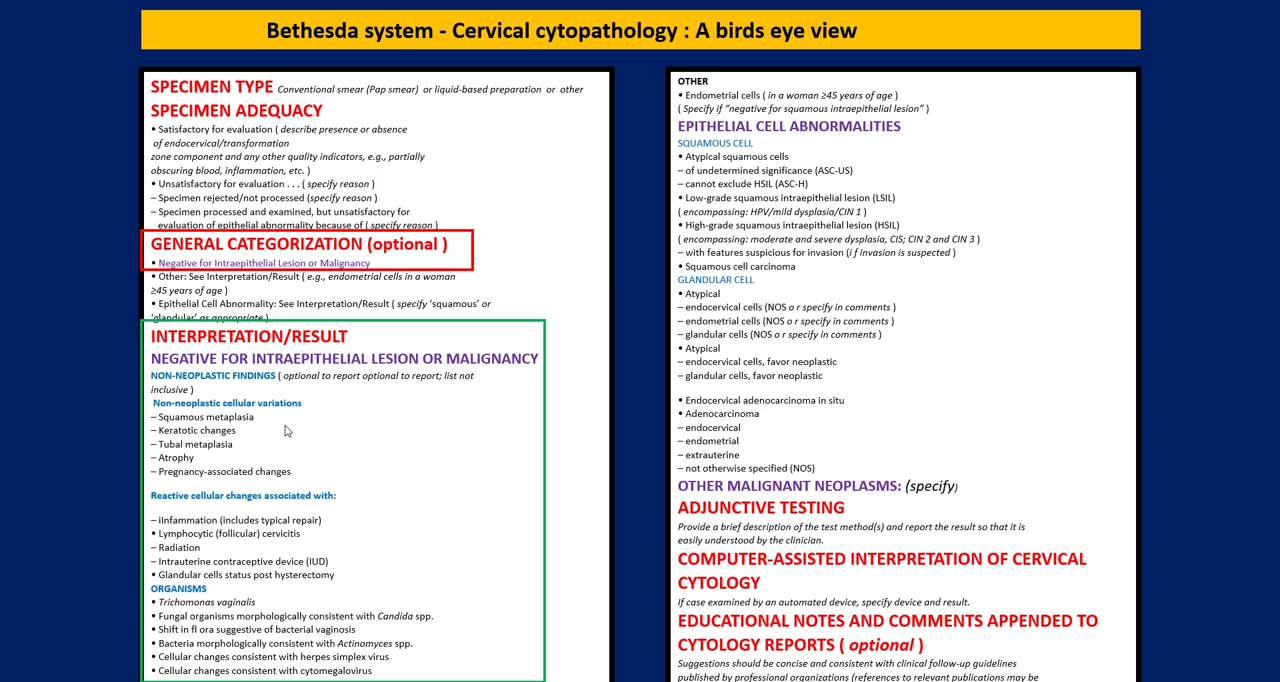 Bethesda system - Cervical cytopathology : A birds eye view
SPECIMEN TYPE Conventional smear (Pap smear) or liquid-based preparation or other
SPECIMEN ADEQUACY
• Satisfactory for evaluation ( describe presence or absence
of endocervical/transformation
zone component and any other quality indicators, e.g., partially
obscuring blood, inflammation, etc. )
• Unsatisfactory for evaluation . . . ( specify reason )
– Specimen rejected/not processed (specify reason )
– Specimen processed and examined, but unsatisfactory for
evaluation of epithelial abnormality because of ( specify reason )
GENERAL CATEGORIZATION (optional )
• Negative for Intraepithelial Lesion or Malignancy
• Other: See Interpretation/Result ( e.g., endometrial cells in a woman
≥45 years of age )
• Epithelial Cell Abnormality: See Interpretation/Result ( specify ‘squamous’ or
‘glandular’ as appropriate )
INTERPRETATION/RESULT
NEGATIVE FOR INTRAEPITHELIAL LESION OR MALIGNANCY
NON-NEOPLASTIC FINDINGS ( optional to report optional to report; list not
inclusive )
Non-neoplastic cellular variations
– Squamous metaplasia
– Keratotic changes
– Tubal metaplasia
– Atrophy
– Pregnancy-associated changes
Reactive cellular changes associated with:
– iInfammation (includes typical repair)
• Lymphocytic (follicular) cervicitis
– Radiation
– Intrauterine contraceptive device (IUD)
• Glandular cells status post hysterectomy
ORGANISMS
• Trichomonas vaginalis
• Fungal organisms morphologically consistent with Candida spp.
• Shift in fl ora suggestive of bacterial vaginosis
• Bacteria morphologically consistent with Actinomyces spp.
• Cellular changes consistent with herpes simplex virus
• Cellular changes consistent with cytomegalovirus
OTHER
• Endometrial cells ( in a woman ≥45 years of age )
( Specify if “negative for squamous intraepithelial lesion” )
EPITHELIAL CELL ABNORMALITIES
SQUAMOUS CELL
• Atypical squamous cells
– of undetermined significance (ASC-US)
– cannot exclude HSIL (ASC-H)
• Low-grade squamous intraepithelial lesion (LSIL)
( encompassing: HPV/mild dysplasia/CIN 1 )
• High-grade squamous intraepithelial lesion (HSIL)
( encompassing: moderate and severe dysplasia, CIS; CIN 2 and CIN 3 )
– with features suspicious for invasion (i f invasion is suspected )
• Squamous cell carcinoma
GLANDULAR CELL
• Atypical
– endocervical cells (NOS o r specify in comments )
– endometrial cells (NOS o r specify in comments )
– glandular cells (NOS o r specify in comments )
• Atypical
– endocervical cells, favor neoplastic
– glandular cells, favor neoplastic
• Endocervical adenocarcinoma in situ
• Adenocarcinoma
– endocervical
– endometrial
– extrauterine
– not otherwise specified (NOS)
OTHER MALIGNANT NEOPLASMS: (specify)
ADJUNCTIVE TESTING
Provide a brief description of the test method(s) and report the result so that it is
easily understood by the clinician.
COMPUTER-ASSISTED INTERPRETATION OF CERVICAL
CYTOLOGY
If case examined by an automated device, specify device and result.
EDUCATIONAL NOTES AND COMMENTS APPENDED TO
CYTOLOGY REPORTS ( optional )
Suggestions should be concise and consistent with clinical follow-up guidelines
published by professional organizations (references to relevant publications may be